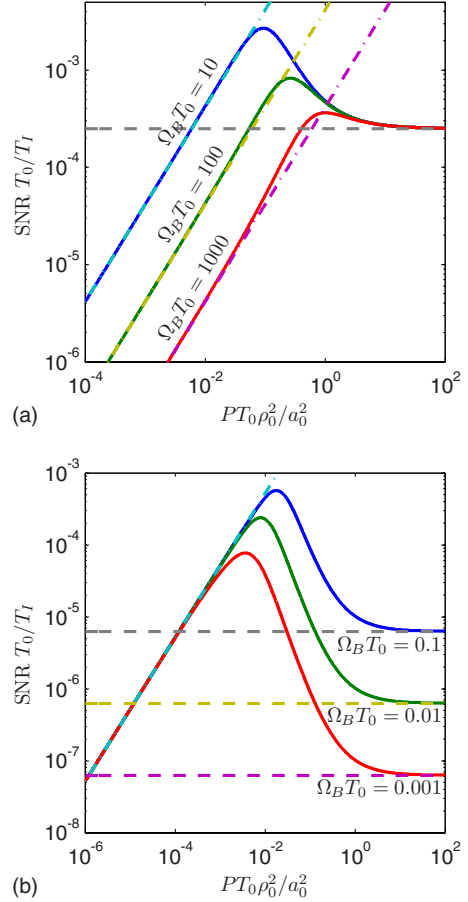 10^-3
10^-4
10^-5
10^-6
SNR T_0/T_I
Ω_B T_0 = 10
Ω_B T_0 = 100
Ω_B T_0 = 1000
10^-4 10^-2 10^0 10^2
(a) PT_0ρ_0^2/a_0^2
10^-3
10^-4
10^-5
10^-6
10^-7
10^-8
SNR T_0/T_I
Ω_B T_0 = 0.1
Ω_B T_0 = 0.01
Ω_B T_0 = 0.001
10^-6 10^-4 10^-2 10^0 10^2
(b) PT_0ρ_0^2/a_0^2